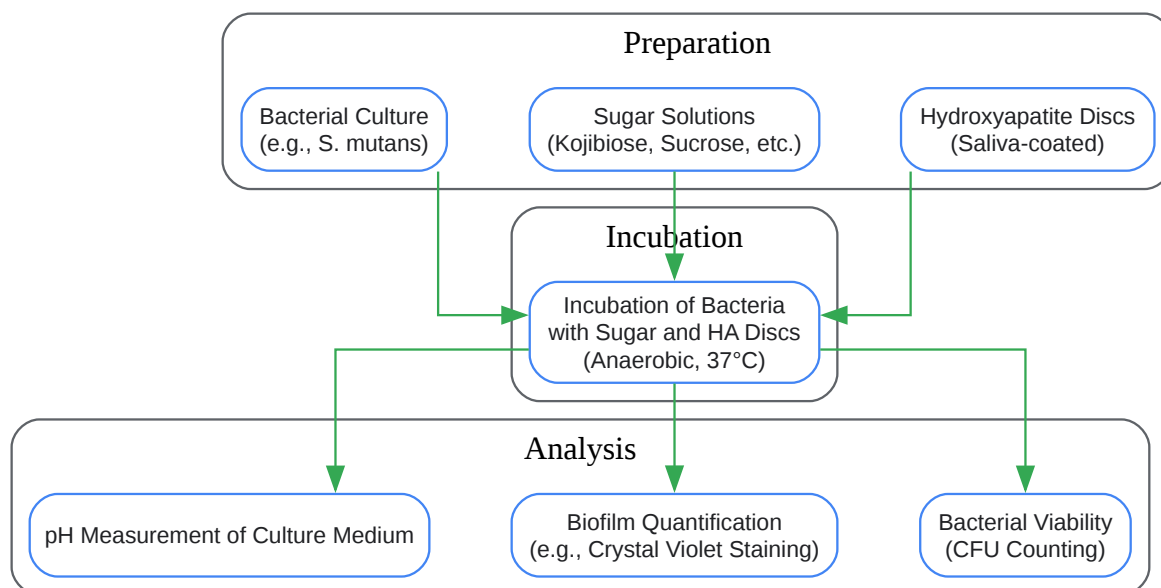 Preparation
Bacterial Culture
(e.g., S. mutans)
Sugar Solutions
(Kojibiose, Sucrose, etc.)
Hydroxyapatite Discs
(Saliva-coated)
Incubation
Incubation of Bacteria
with Sugar and HA Discs
(Anaerobic, 37°C)
Analysis
pH Measurement of Culture Medium
Biofilm Quantification
(e.g., Crystal Violet Staining)
Bacterial Viability
(CFU Counting)